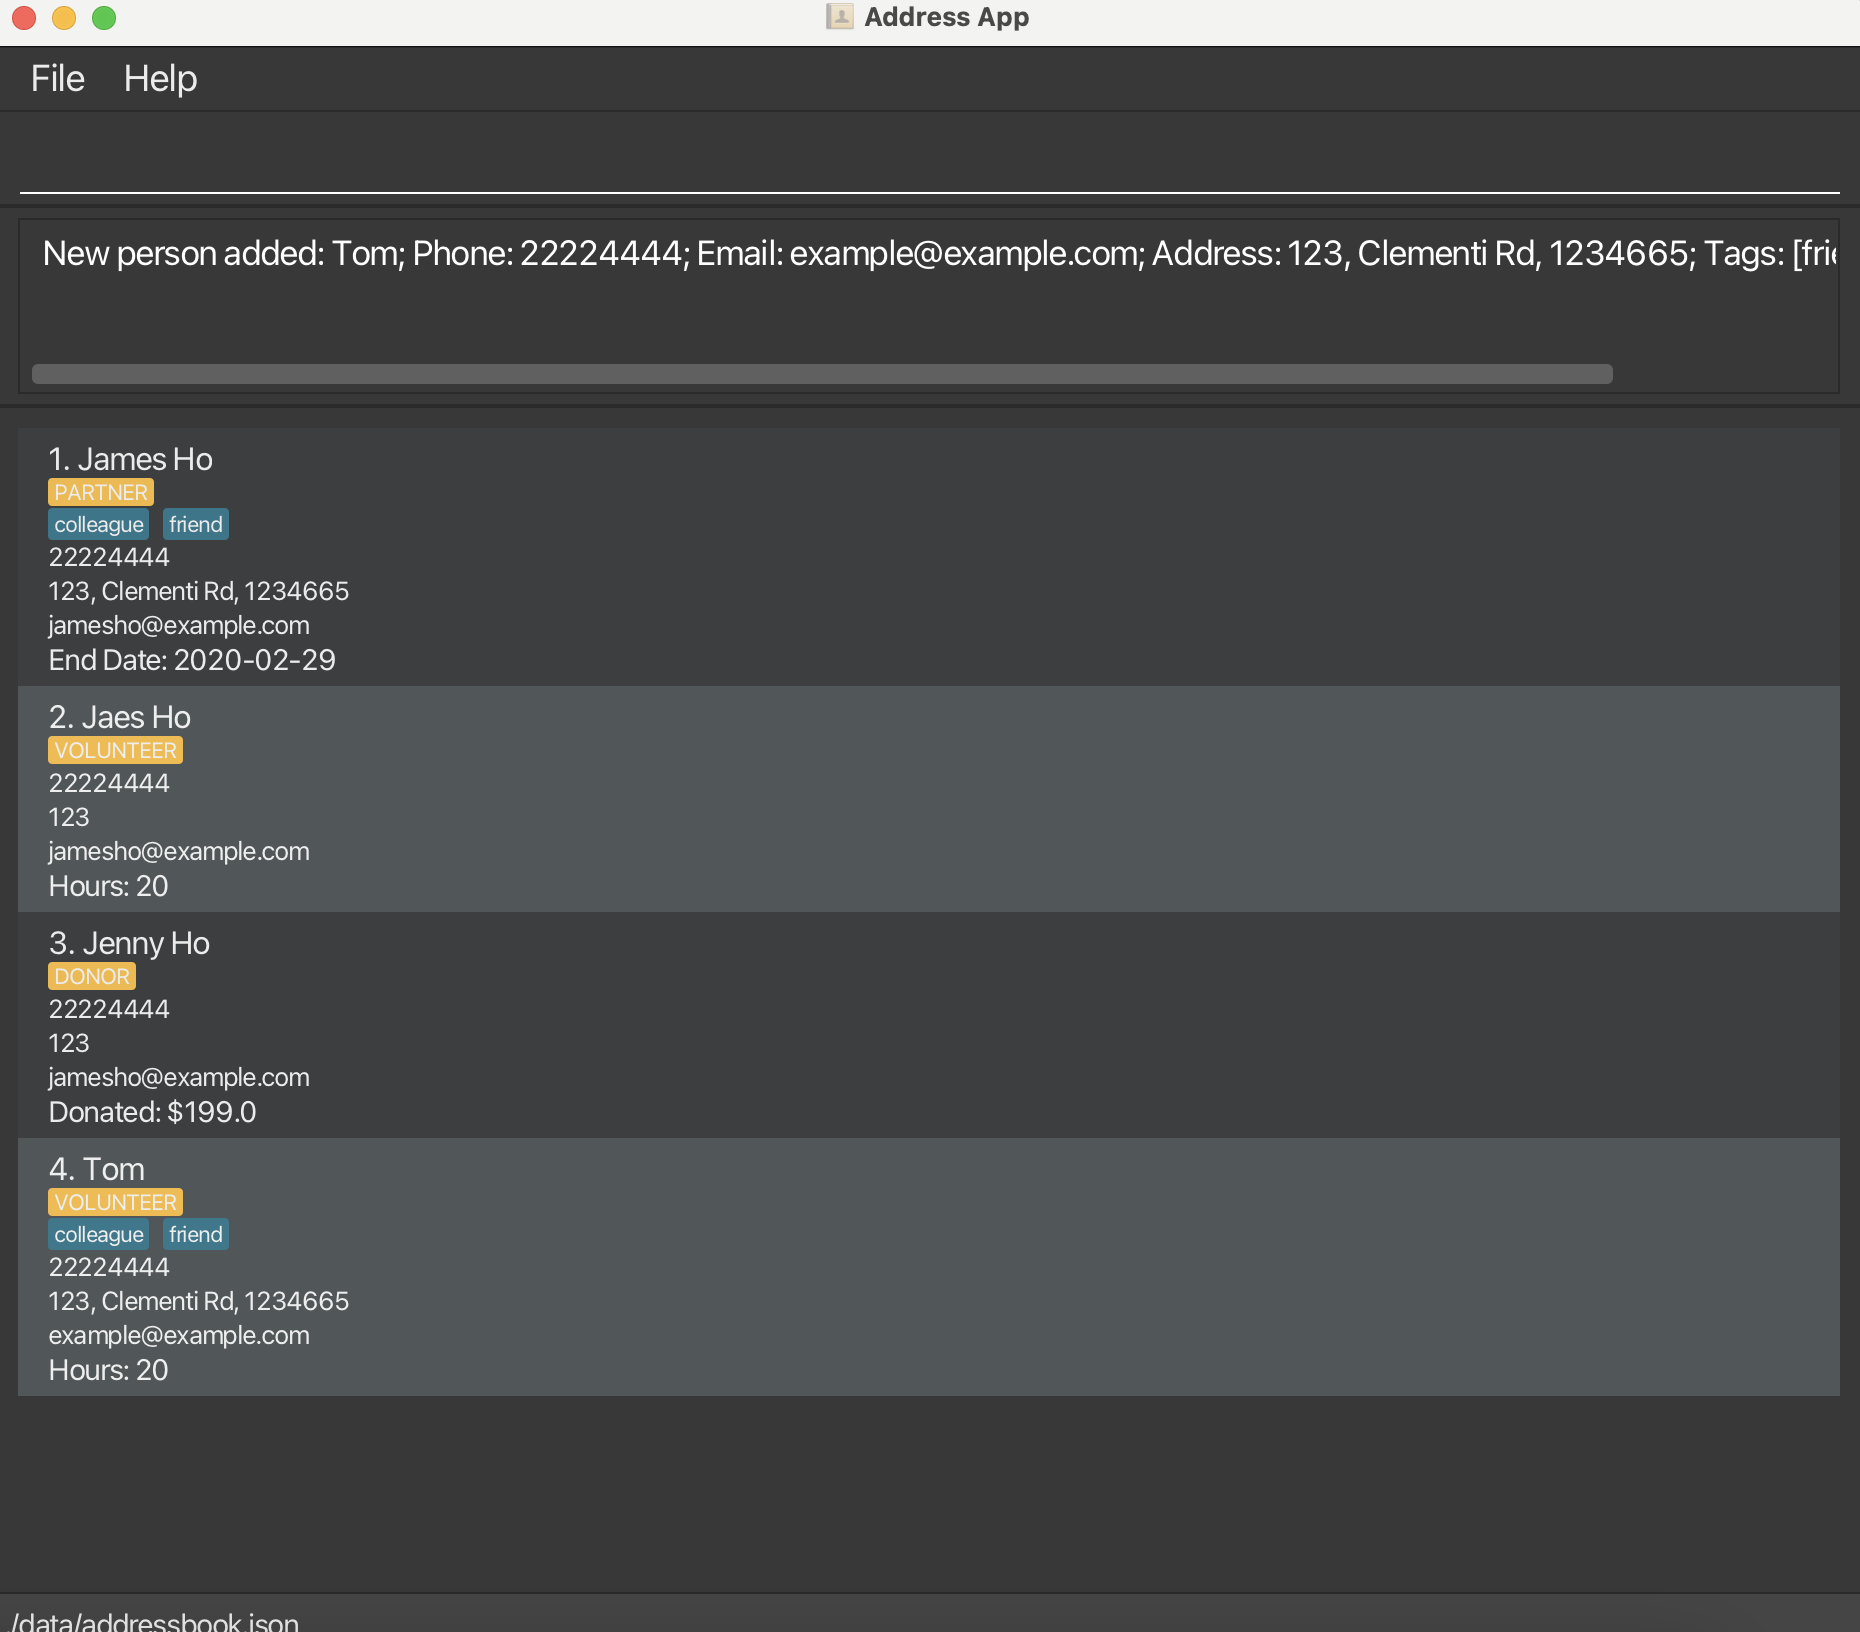 Address App
File Help
New person added: Tom; Phone: 22224444; Email: example@example.com; Address: 123, Clementi Rd, 1234665; Tags:
1. James Ho
PARTNER
colleague friend
22224444
123, Clementi Rd, 1234665
jamesho@example.com
End Date: 2020-02-29
2. Jaes Ho
VOLUNTEER
22224444
123
jamesho@example.com
Hours: 20
3. Jenny Ho
DONOR
22224444
123
jamesho@example.com
Donated: $199.0
4. Tom
VOLUNTEER
colleague friend
22224444
123, Clementi Rd, 1234665
example@example.com
Hours: 20
./data/addressbook.json